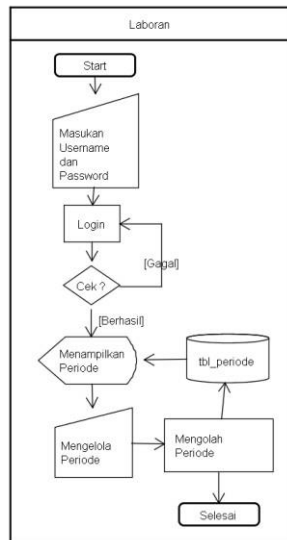 Laboran
Start
Masukan
Username
dan
Password
Login
[Gagal]
Cek ?
[Berhasil]
Menampilkan
Periode
tbl_periode
Mengelola
Periode
Mengolah
Periode
Selesai